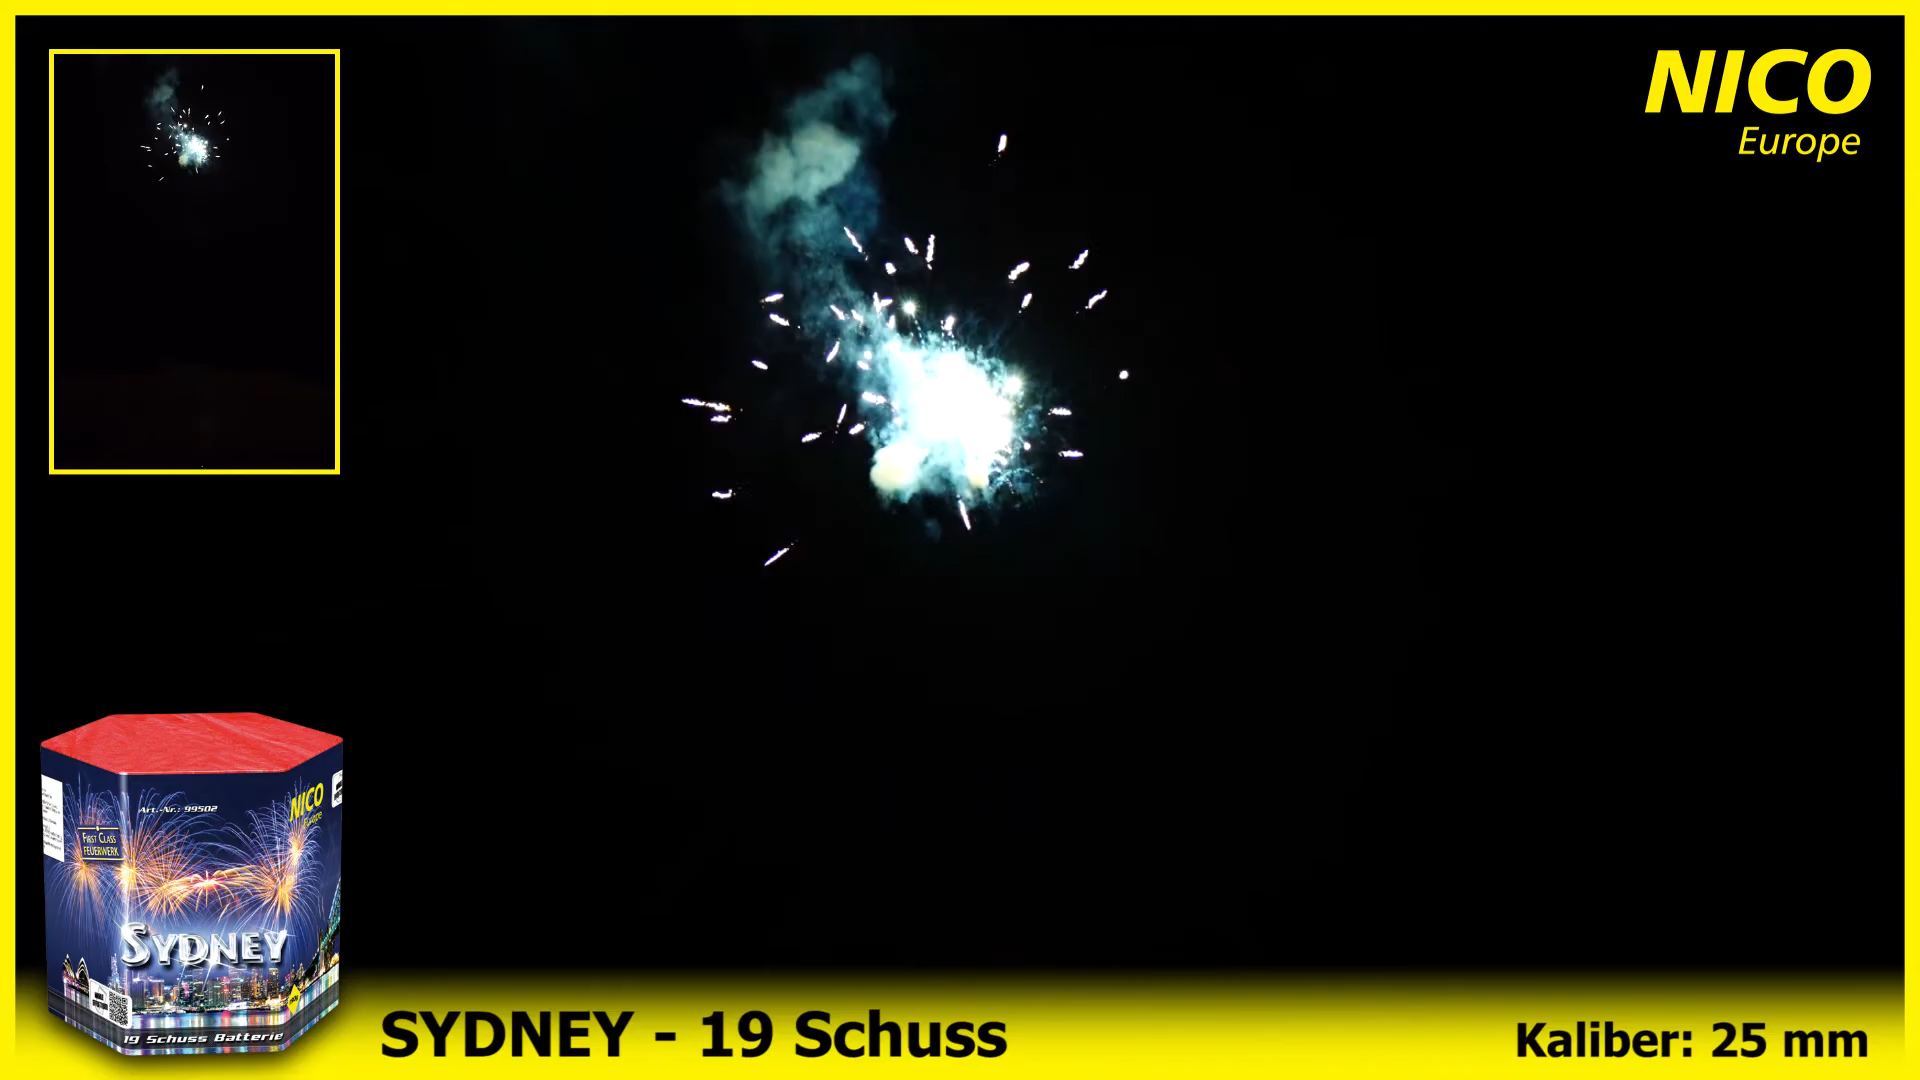 NICO
Europe
Art.-Nr.: 99502
NICO
Europe
FIRST CLASS
FEUERWERK
SYDNEY
19 Schuss Batterie
SYDNEY - 19 Schuss
Kaliber: 25 mm